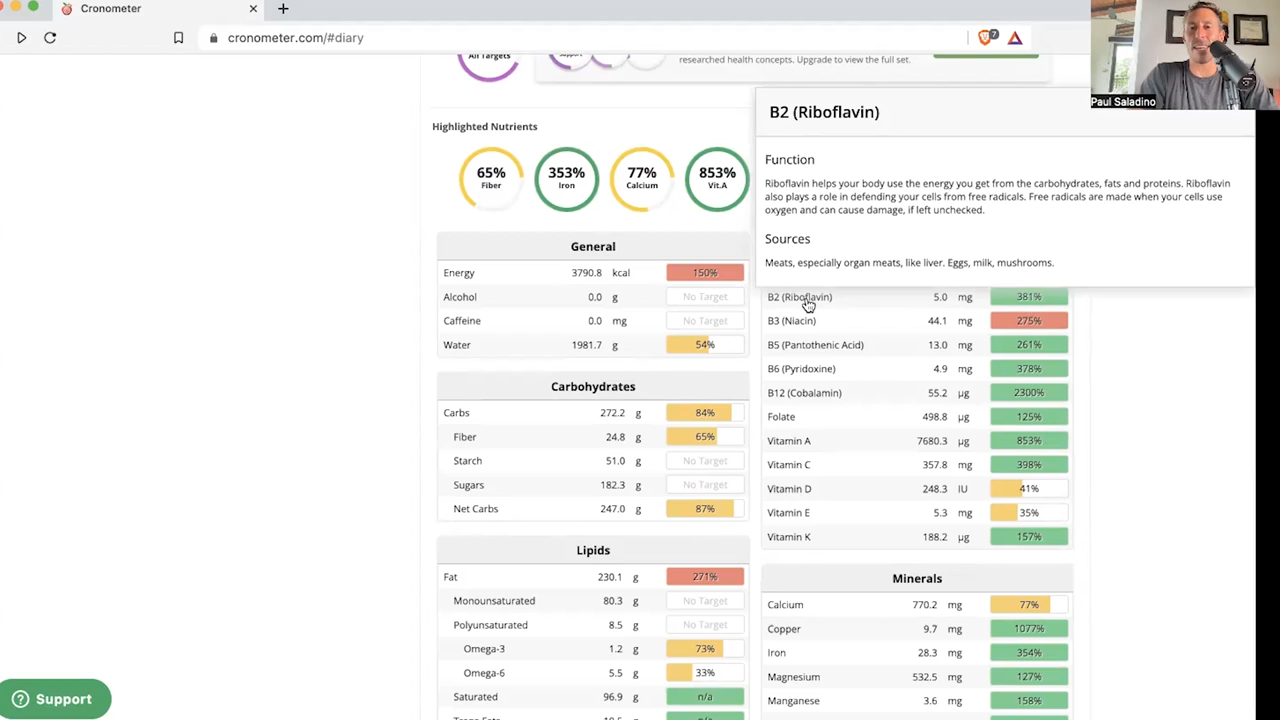 Cronometer
cronometer.com/#diary
7
Paul Saladino
All Targets
Support
researched health concepts. Upgrade to view the full set.
Highlighted Nutrients
65% Fiber
353% Iron
77% Calcium
853% Vit.A
B2 (Riboflavin)
Function
Riboflavin helps your body use the energy you get from the carbohydrates, fats and proteins. Riboflavin
also plays a role in defending your cells from free radicals. Free radicals are made when your cells use
oxygen and can cause damage, if left unchecked.
Sources
Meats, especially organ meats, like liver. Eggs, milk, mushrooms.
General
Energy 3790.8 kcal 150%
Alcohol 0.0 g No Target
Caffeine 0.0 mg No Target
Water 1981.7 g 54%
Carbohydrates
Carbs 272.2 g 84%
Fiber 24.8 g 65%
Starch 51.0 g No Target
Sugars 182.3 g No Target
Net Carbs 247.0 g 87%
Lipids
Fat 230.1 g 271%
Monounsaturated 80.3 g No Target
Polyunsaturated 8.5 g No Target
Omega-3 1.2 g 73%
Omega-6 5.5 g 33%
Saturated 96.9 g n/a
B2 (Riboflavin) 5.0 mg 381%
B3 (Niacin) 44.1 mg 275%
B5 (Pantothenic Acid) 13.0 mg 261%
B6 (Pyridoxine) 4.9 mg 378%
B12 (Cobalamin) 55.2 µg 2300%
Folate 498.8 µg 125%
Vitamin A 7680.3 µg 853%
Vitamin C 357.8 mg 398%
Vitamin D 248.3 IU 41%
Vitamin E 5.3 mg 35%
Vitamin K 188.2 µg 157%
Minerals
Calcium 770.2 mg 77%
Copper 9.7 mg 1077%
Iron 28.3 mg 354%
Magnesium 532.5 mg 127%
Manganese 3.6 mg 158%
Support